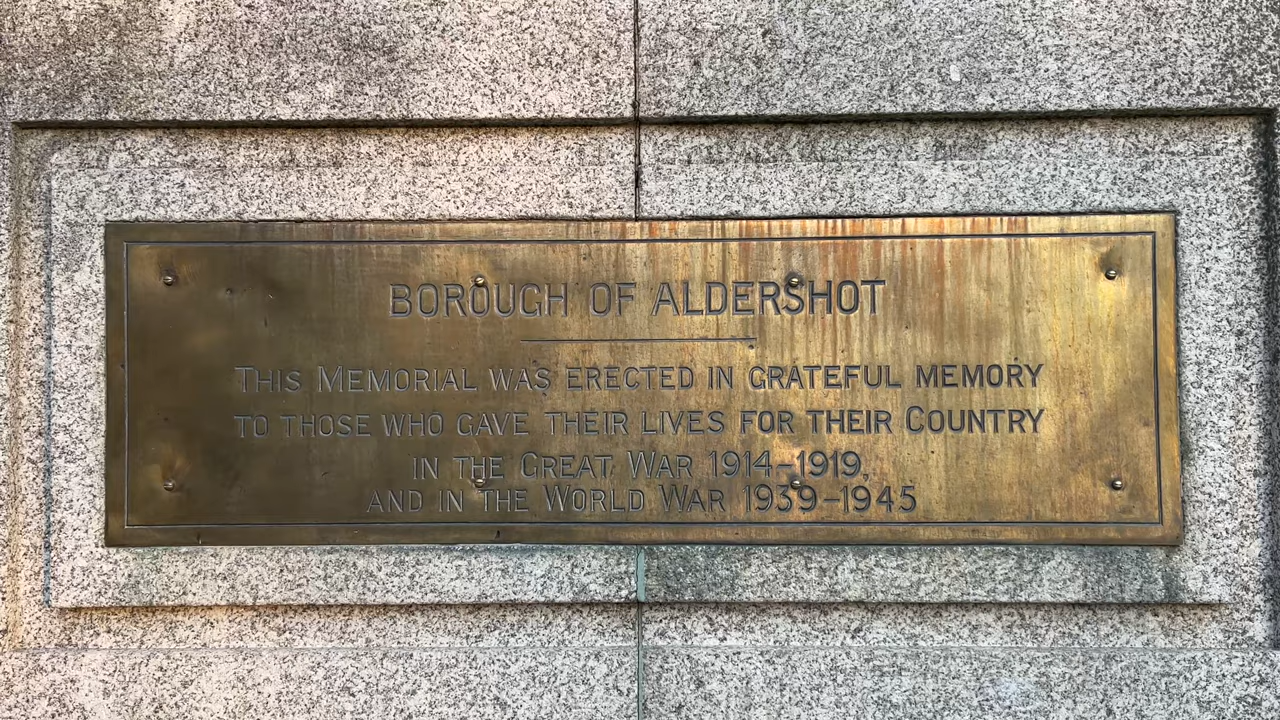 BOROUGH OF ALDERSHOT
THIS MEMORIAL WAS ERECTED IN GRATEFUL MEMORY
TO THOSE WHO GAVE THEIR LIVES FOR THEIR COUNTRY
IN THE GREAT WAR 1914-1919,
AND IN THE WORLD WAR 1939-1945